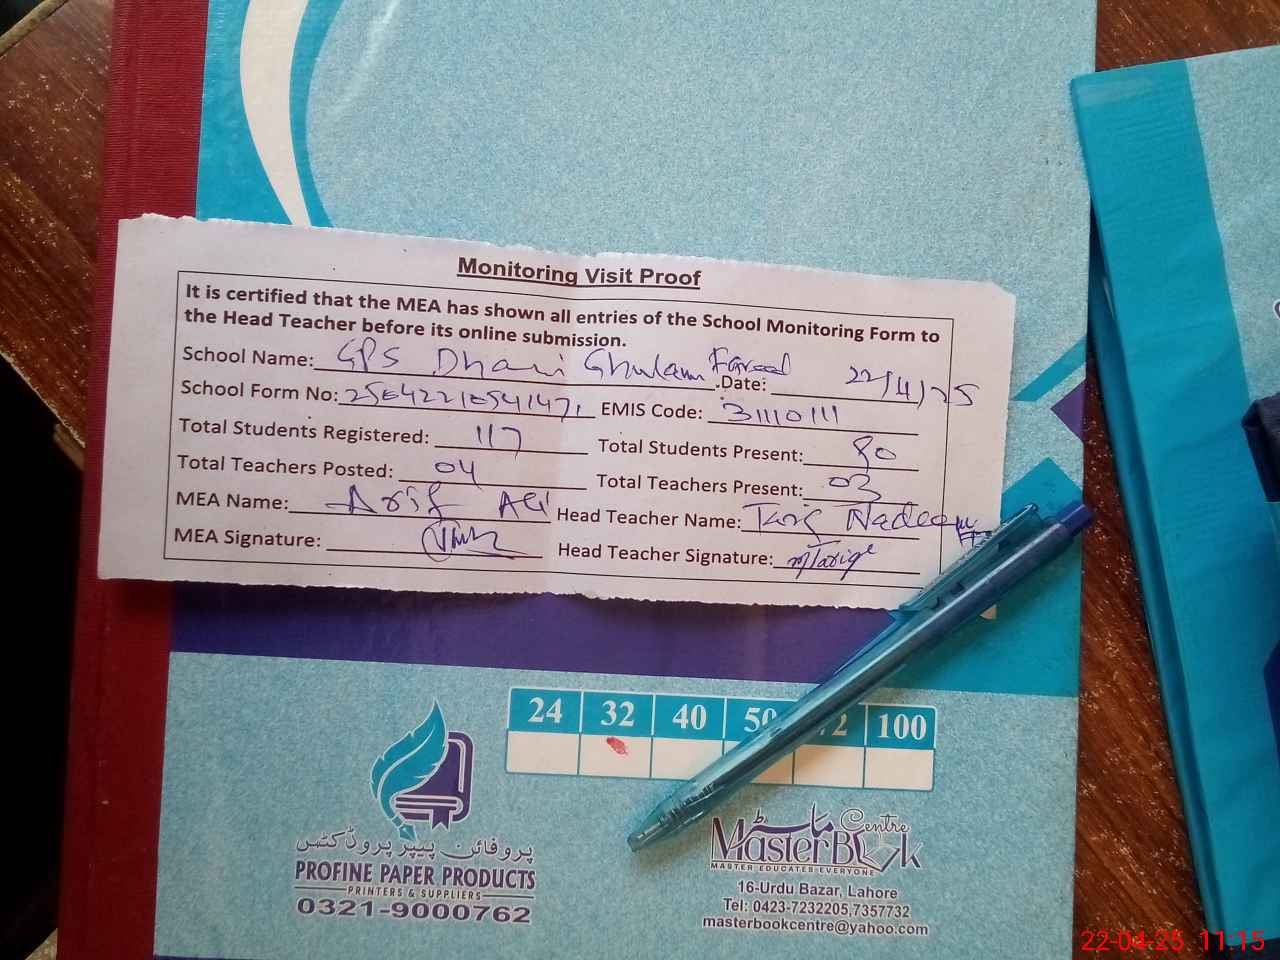 Monitoring Visit Proof
It is certified that the MEA has shown all entries of the School Monitoring Form to
the Head Teacher before its online submission.
School Name: GPS Dhani Ghulam Fareed Date: 22/4/25
School Form No: 2504221054147, EMIS Code: 31110111
Total Students Registered: 117 Total Students Present: 80
Total Teachers Posted: 04 Total Teachers Present: 03
MEA Name: Arif Ali Head Teacher Name: Tariq Nadeem
MEA Signature: Head Teacher Signature: M Tariq
24 32 40 50 72 100
پروفائن پیپر پروڈکٹس
PROFINE PAPER PRODUCTS
PRINTERS & SUPPLIERS
0321-9000762
ماسٹر Centre
MasterBook
MASTER EDUCATES EVERYONE
16-Urdu Bazar, Lahore
Tel: 0423-7232205,7357732
masterbookcentre@yahoo.com
22-04-25 11:15